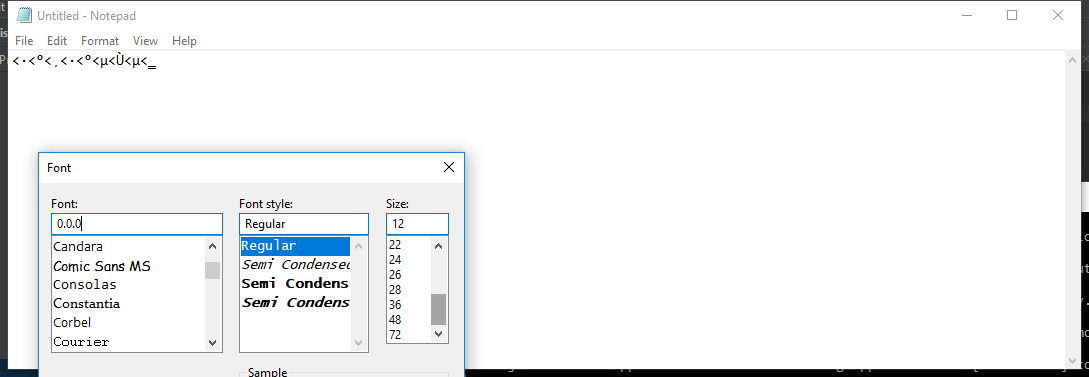 Untitled - Notepad
File Edit Format View Help
<·<º<¸<·<º<µ<Ù<µ<‗
Font
Font: Font style: Size:
0.0.0 Regular 12
Candara Regular 22
Comic Sans MS Semi Condensed 24
Consolas Semi Condens 26
Constantia Semi Condens 28
Corbel 36
Courier 48
72
Sample